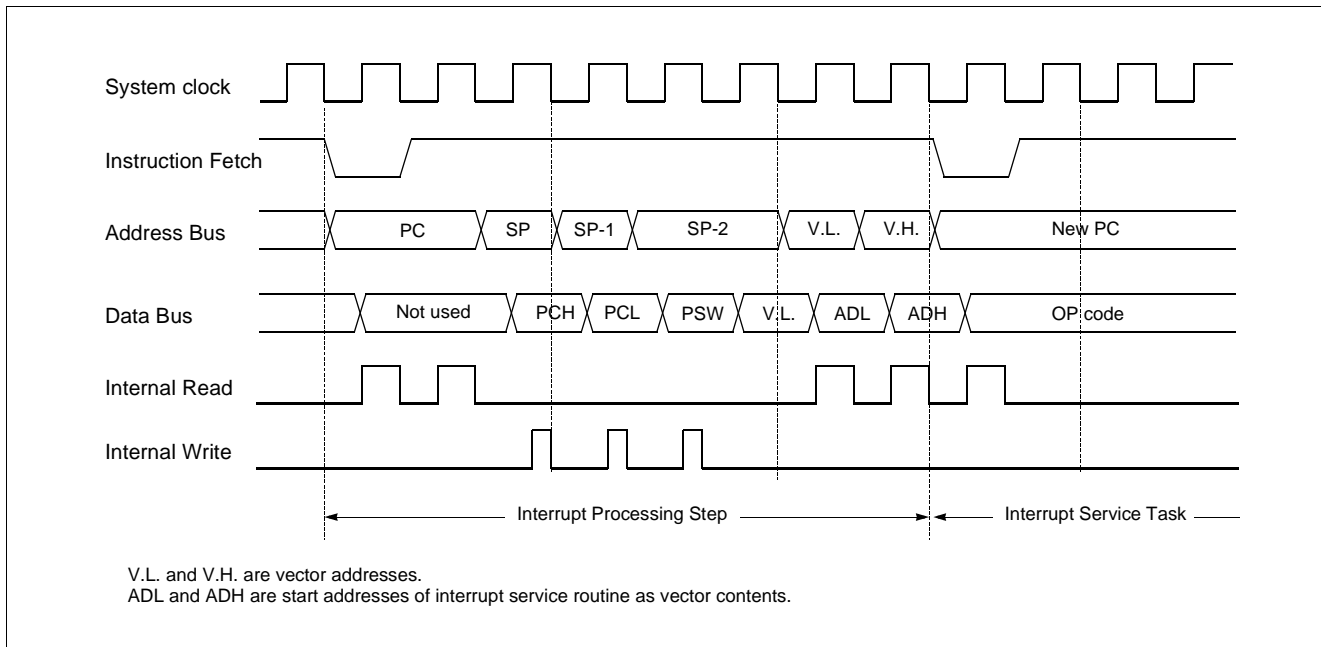 System clock
Instruction Fetch
Address Bus PC SP SP-1 SP-2 V.L. V.H. New PC
Data Bus Not used PCH PCL PSW V.L. ADL ADH OP code
Internal Read
Internal Write
Interrupt Processing Step Interrupt Service Task
V.L. and V.H. are vector addresses.
ADL and ADH are start addresses of interrupt service routine as vector contents.